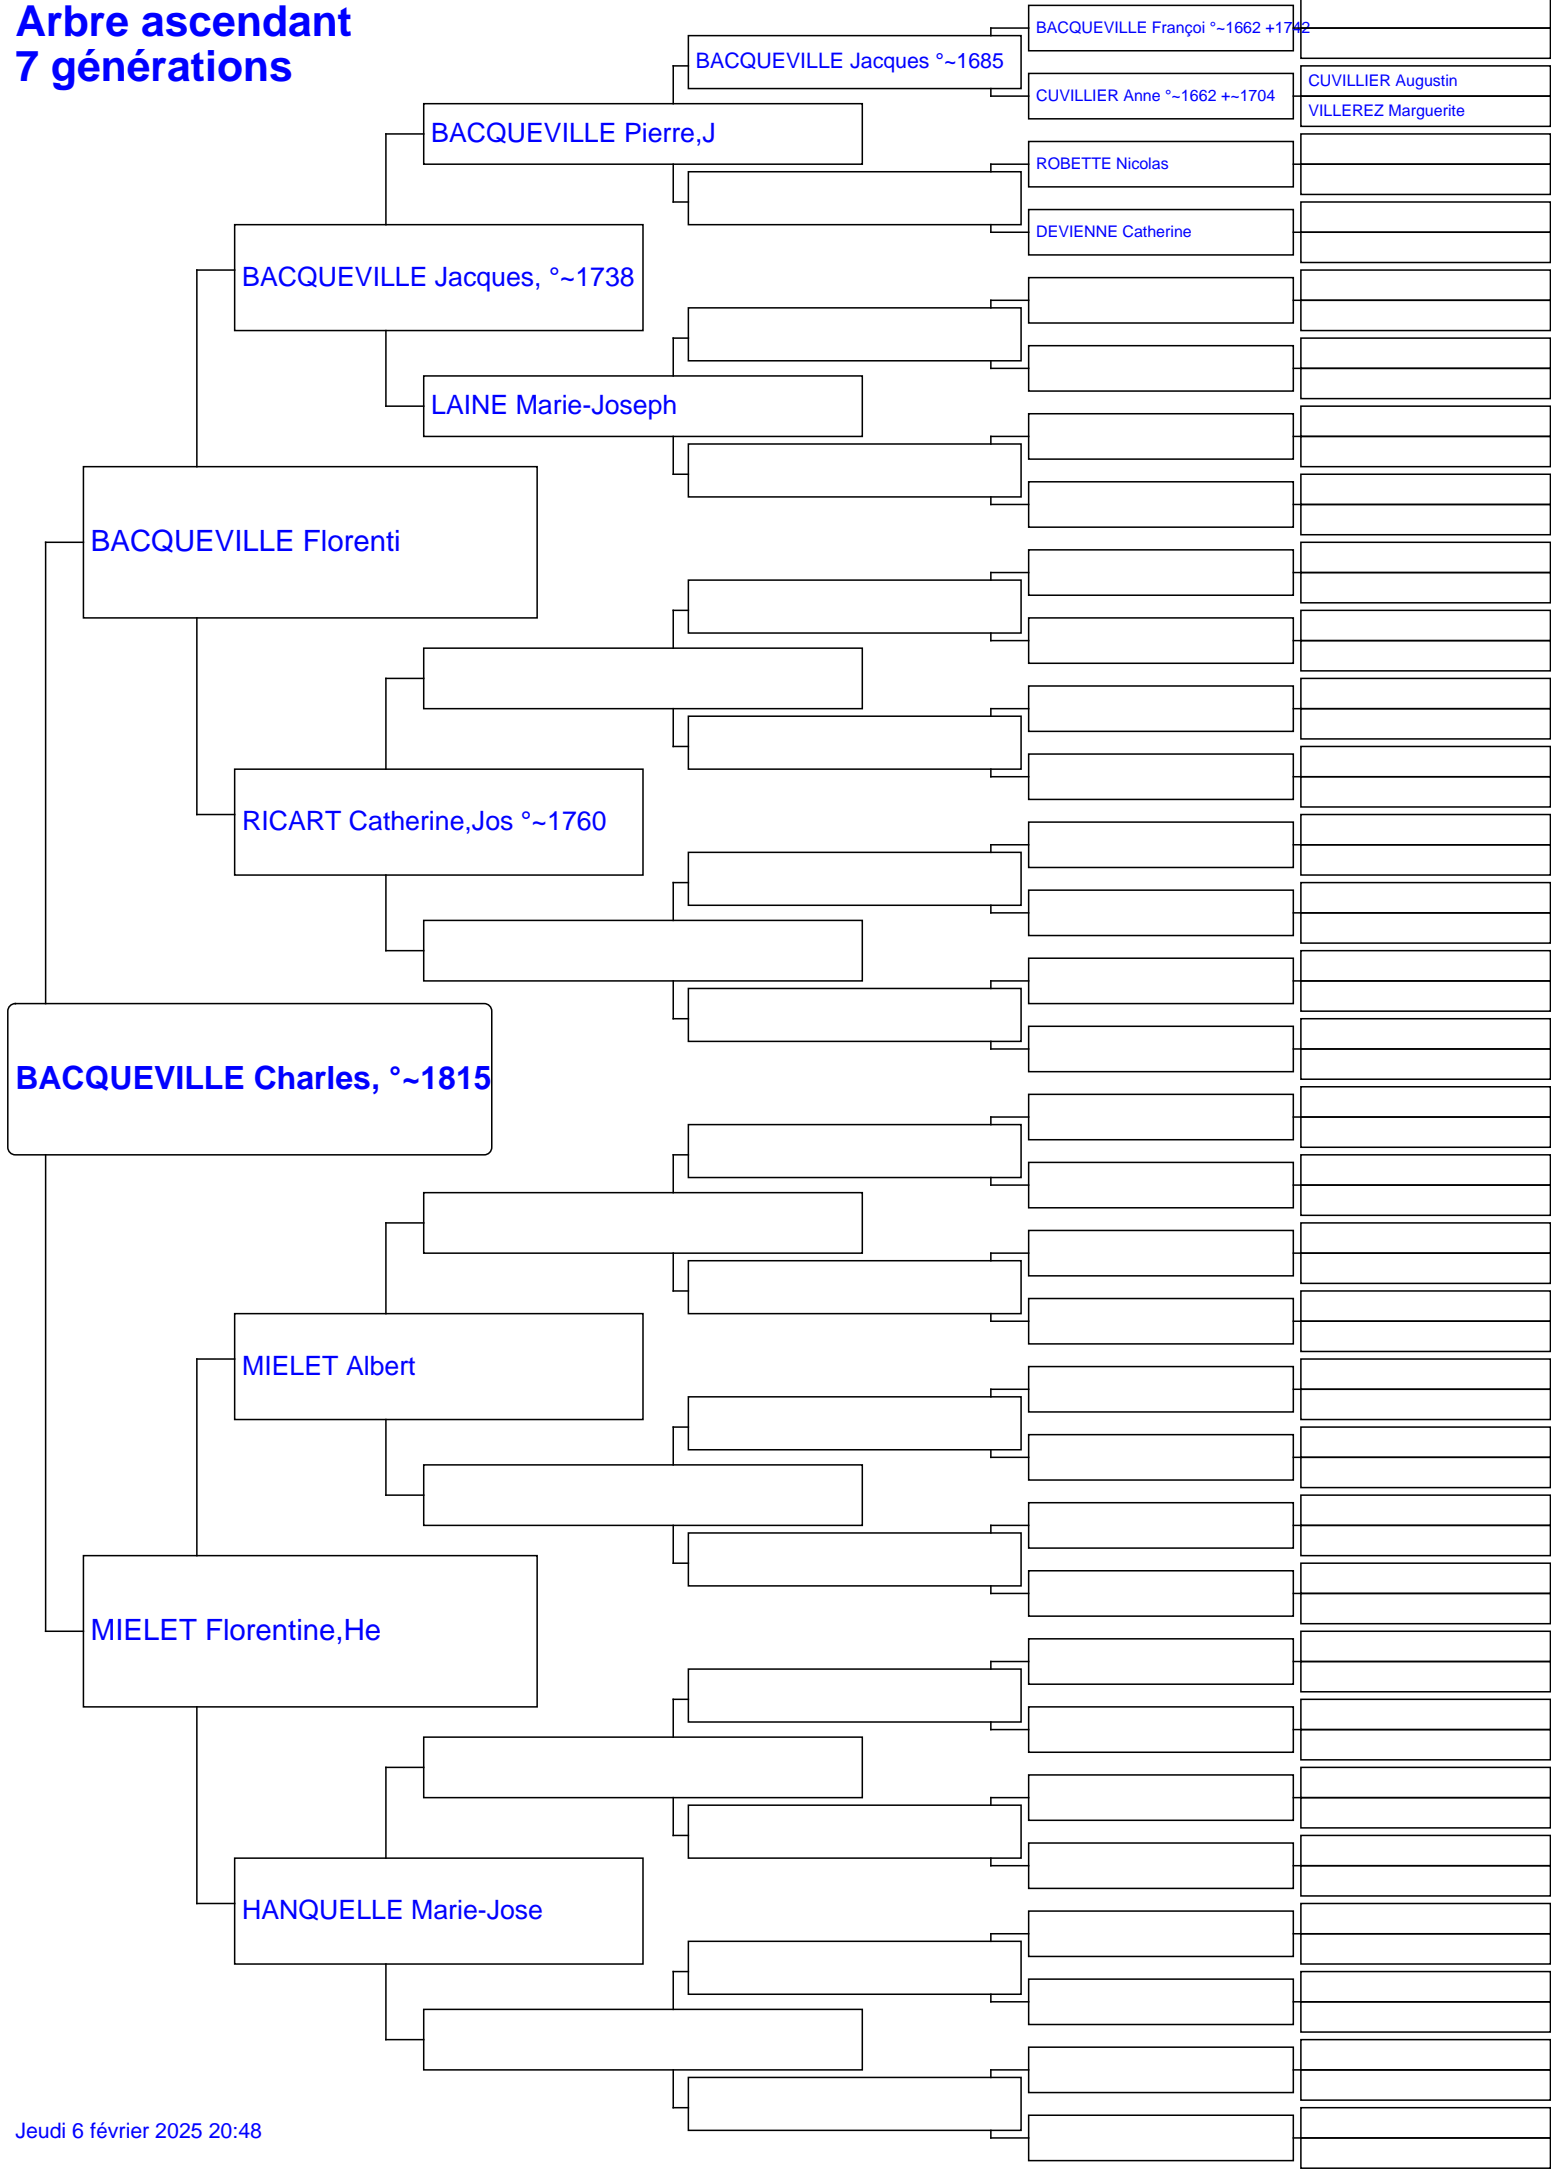 Arbre ascendant
7 générations
BACQUEVILLE Françoi °~1662 +1742
BACQUEVILLE Jacques °~1685
CUVILLIER Augustin
CUVILLIER Anne °~1662 +~1704
VILLEREZ Marguerite
BACQUEVILLE Pierre,J
ROBETTE Nicolas
DEVIENNE Catherine
BACQUEVILLE Jacques, °~1738
LAINE Marie-Joseph
BACQUEVILLE Florenti
RICART Catherine,Jos °~1760
BACQUEVILLE Charles, °~1815
MIELET Albert
MIELET Florentine,He
HANQUELLE Marie-Jose
Jeudi 6 février 2025 20:48